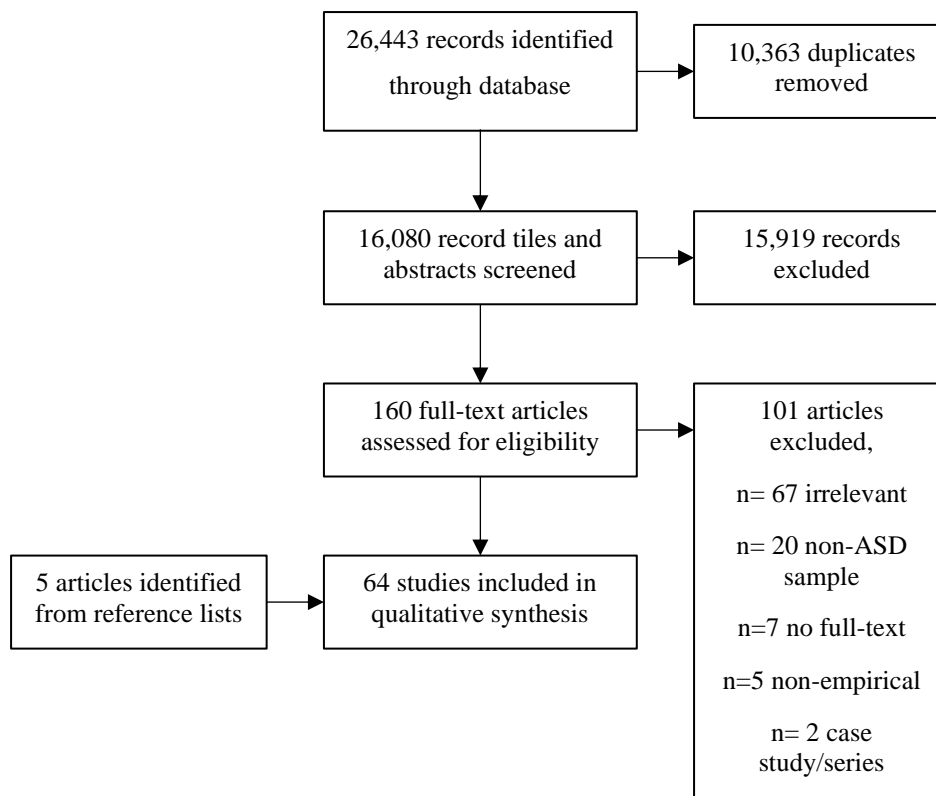 26,443 records identified
through database
10,363 duplicates
removed
16,080 record tiles and
abstracts screened
15,919 records
excluded
160 full-text articles
assessed for eligibility
101 articles
excluded,
n= 67 irrelevant
n= 20 non-ASD
sample
n=7 no full-text
n=5 non-empirical
n= 2 case
study/series
5 articles identified
from reference lists
64 studies included in
qualitative synthesis